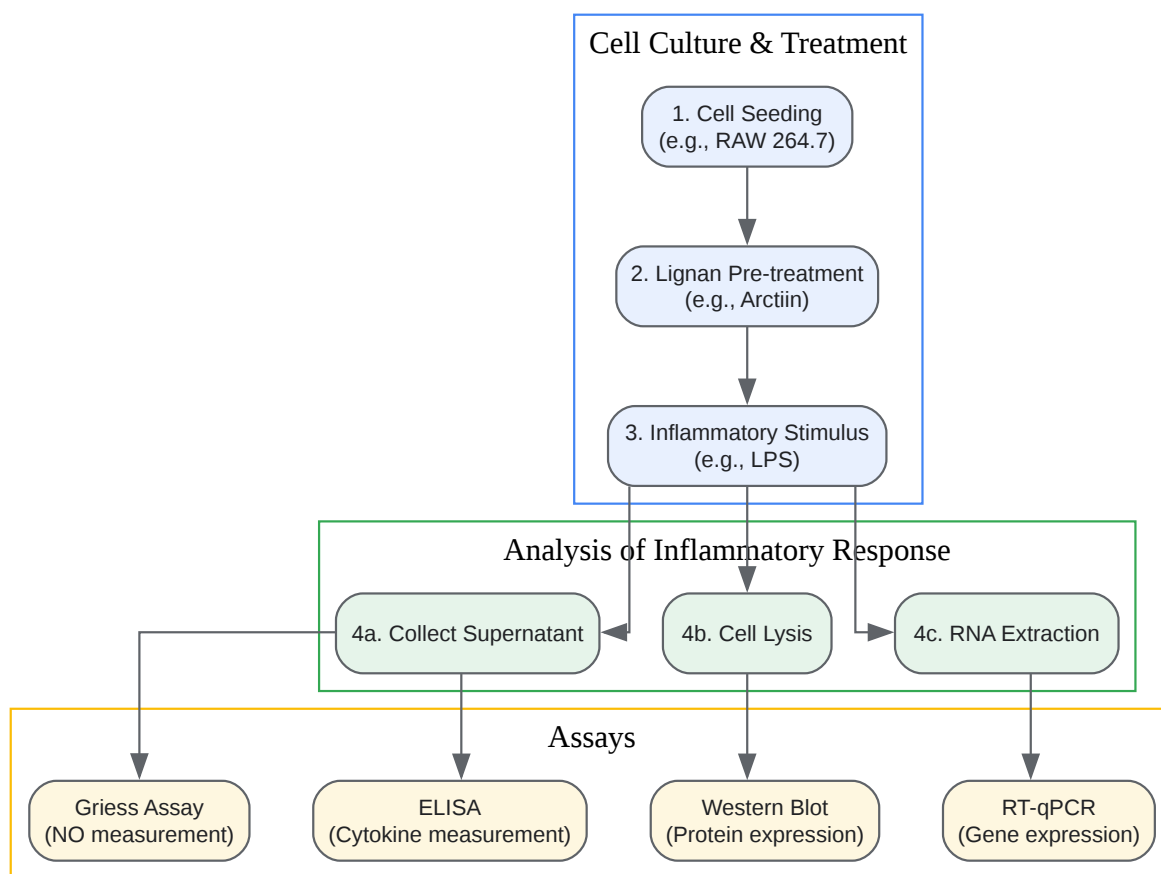 Cell Culture & Treatment
1. Cell Seeding
(e.g., RAW 264.7)
2. Lignan Pre-treatment
(e.g., Arctiin)
3. Inflammatory Stimulus
(e.g., LPS)
Analysis of Inflammatory Response
4a. Collect Supernatant
4b. Cell Lysis
4c. RNA Extraction
Assays
Griess Assay
(NO measurement)
ELISA
(Cytokine measurement)
Western Blot
(Protein expression)
RT-qPCR
(Gene expression)